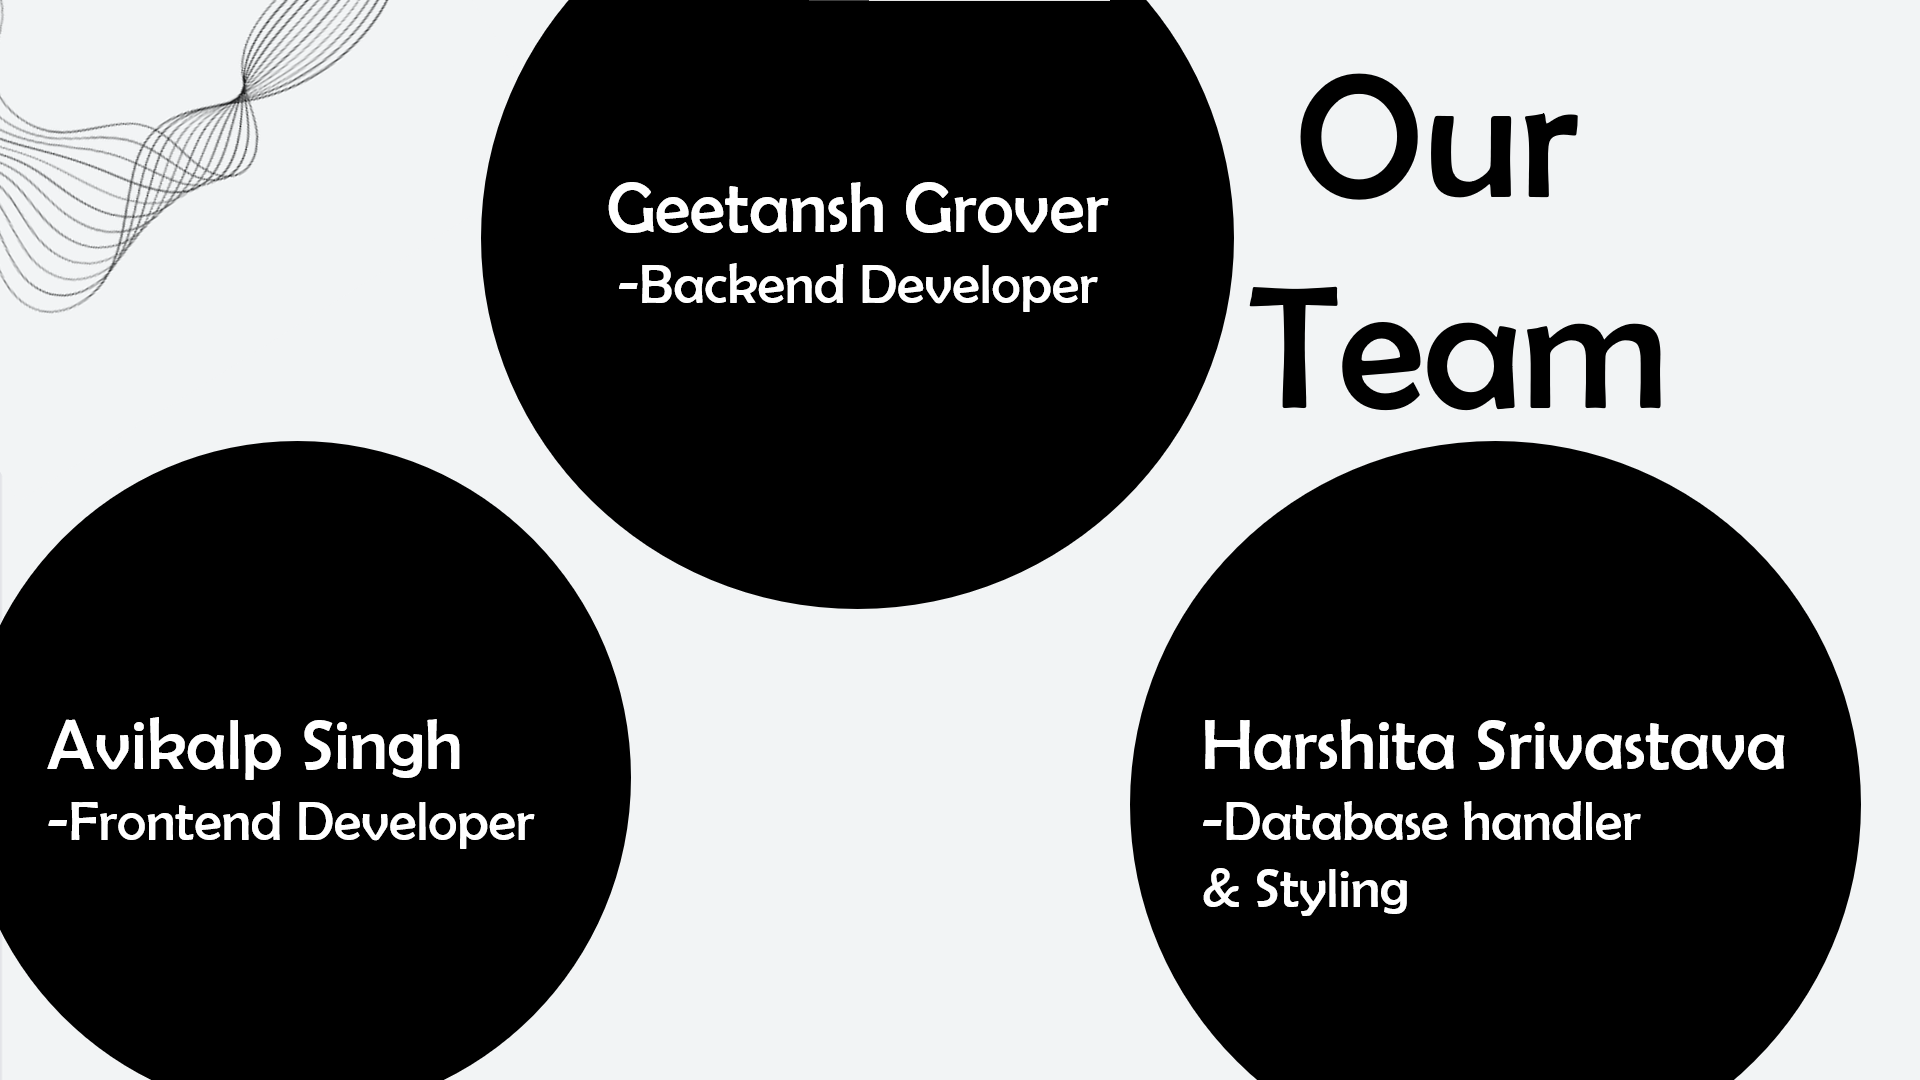 Our
Team
Geetansh Grover
-Backend Developer
Avikalp Singh
-Frontend Developer
Harshita Srivastava
-Database handler
& Styling